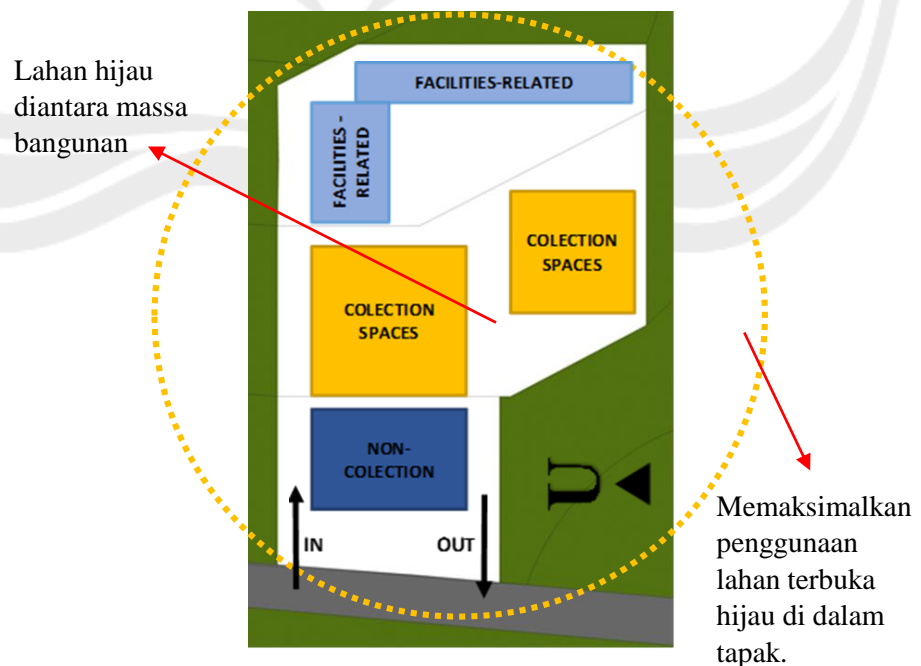 Lahan hijau
diantara massa
bangunan
FACILITIES-RELATED
FACILITIES -
RELATED
COLECTION
SPACES
COLECTION
SPACES
NON-
COLECTION
U
IN
OUT
Memaksimalkan
penggunaan
lahan terbuka
hijau di dalam
tapak.